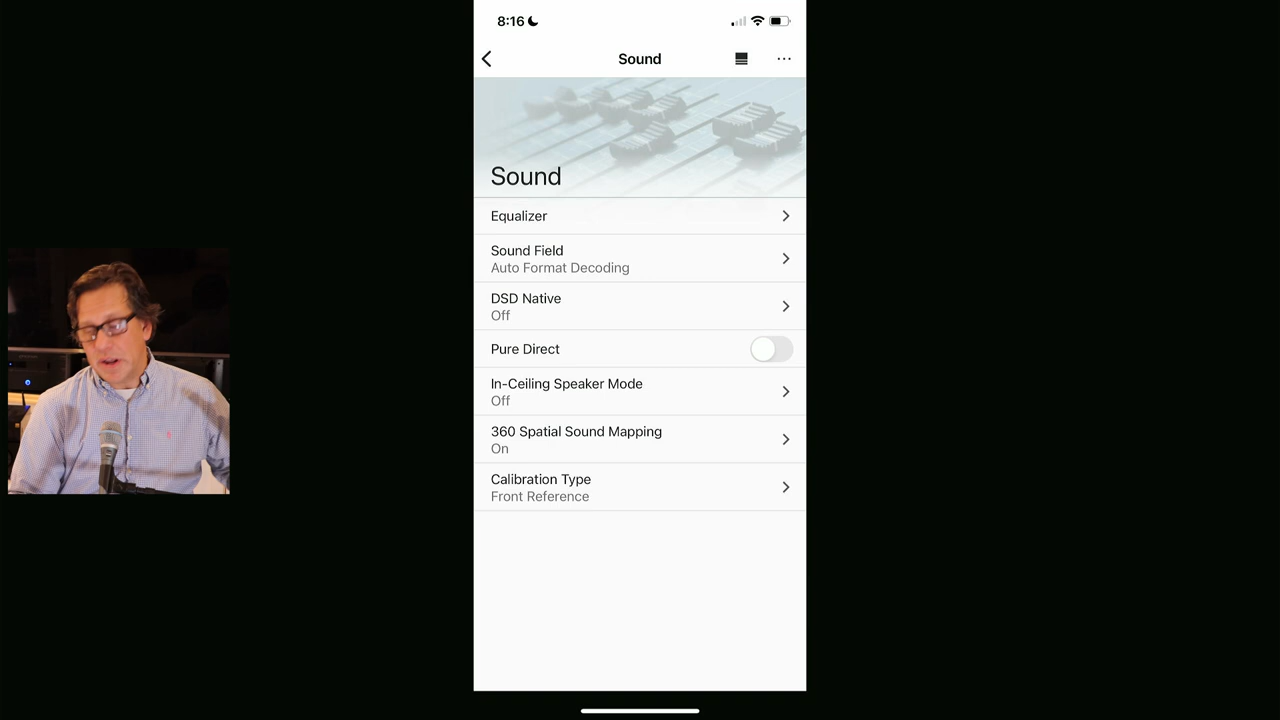 8:16
Sound
Sound
Equalizer
Sound Field
Auto Format Decoding
DSD Native
Off
Pure Direct
In-Ceiling Speaker Mode
Off
360 Spatial Sound Mapping
On
Calibration Type
Front Reference